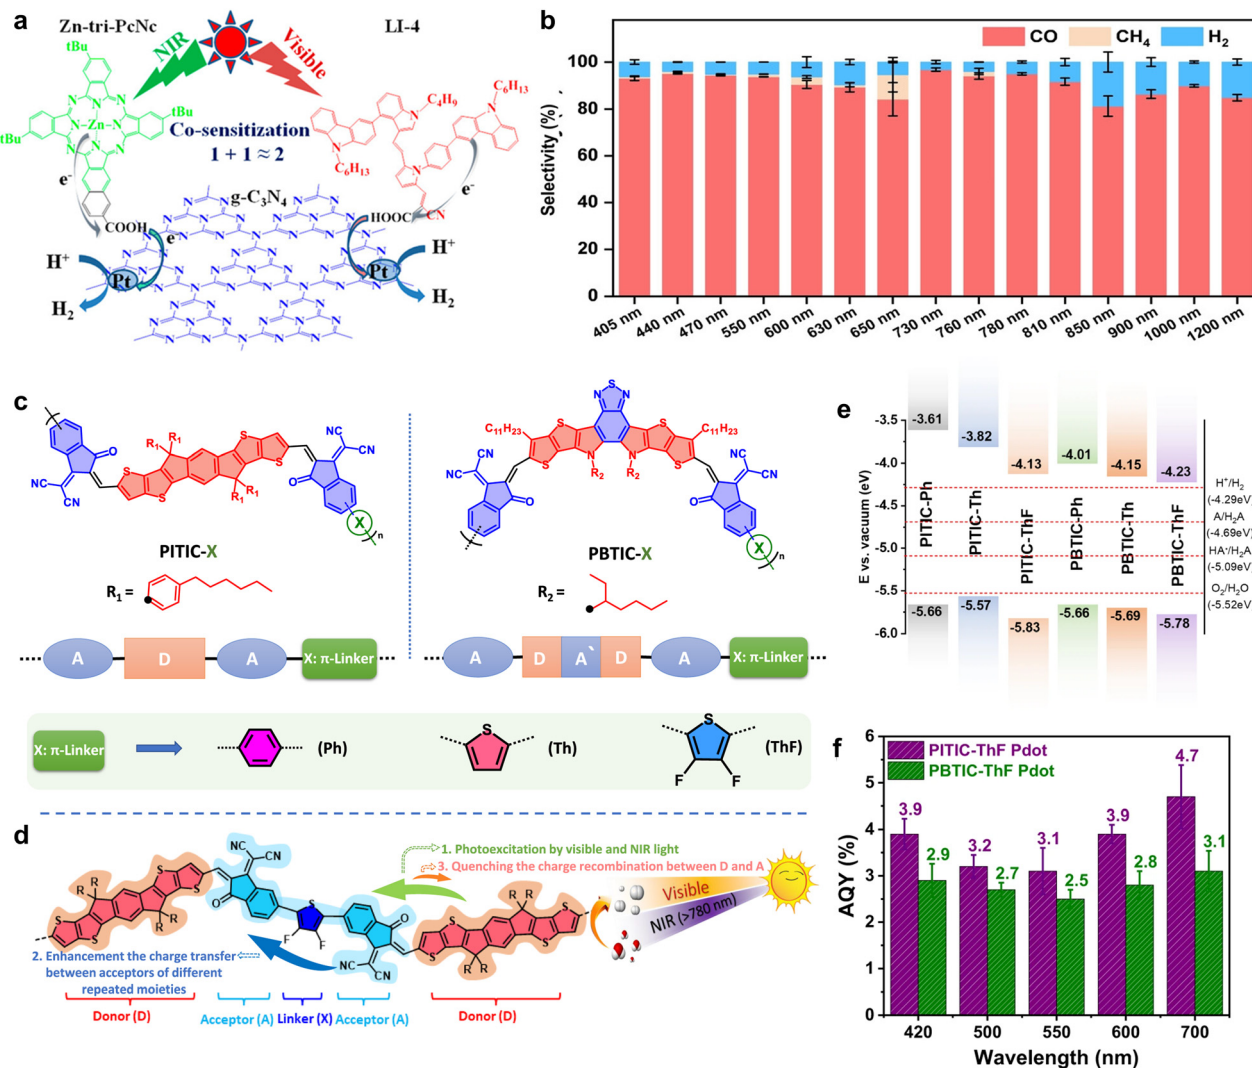 a
Zn-tri-PcNc
LI-4
tBu
NIR
Visible
tBu
tBu
N
N
N
N
Zn
N
N
N
N
C4H9
N
C6H13
N
N
C6H13
N
Co-sensitization
1 + 1 ≈ 2
e-
e-
g-C3N4
COOH
HOOC
CN
e
H+
Pt
H2
H+
Pt
H2
b
CO CH4 H2
Selectivity (%)
100
80
60
40
20
0
405 nm 440 nm 470 nm 550 nm 600 nm 630 nm 650 nm 730 nm 760 nm 780 nm 810 nm 850 nm 900 nm 1000 nm 1200 nm
c
O
NC
CN
S
S
R1
R1
R1
R1
S
S
NC
CN
O
X
n
PITIC-X
R1 =
A D A X: π-Linker
N S N
C11H23
C11H23
S
S
S
S
N
N
R2
R2
NC
CN
NC
CN
O
O
X
n
PBTIC-X
R2 =
A D A` D A X: π-Linker
X: π-Linker
(Ph)
S
(Th)
S
F F
(ThF)
d
1. Photoexcitation by visible and NIR light
3. Quenching the charge recombination between D and A
Visible
NIR (>780 nm)
NC
CN
R R
S
S
S
S
R R
O
S
F
F
O
NC
CN
S
S
R R
R R
S
S
2. Enhancement the charge transfer
between acceptors of different
repeated moieties
Donor (D) Acceptor (A) Linker (X) Acceptor (A) Donor (D)
e
E vs. vacuum (eV)
-3.5
-4.0
-4.5
-5.0
-5.5
-6.0
-3.61
-3.82
-4.13
-4.01
-4.15
-4.23
PITIC-Ph
PITIC-Th
PITIC-ThF
PBTIC-Ph
PBTIC-Th
PBTIC-ThF
-5.66
-5.57
-5.83
-5.66
-5.69
-5.78
H+/H2
(-4.29eV)
A/H2A
(-4.69eV)
HA·/H2A
(-5.09eV)
O2/H2O
(-5.52eV)
f
PITIC-ThF Pdot
PBTIC-ThF Pdot
AQY (%)
6
5
4
3
2
1
0
3.9
2.9
3.2
2.7
3.1
2.5
3.9
2.8
4.7
3.1
420 500 550 600 700
Wavelength (nm)